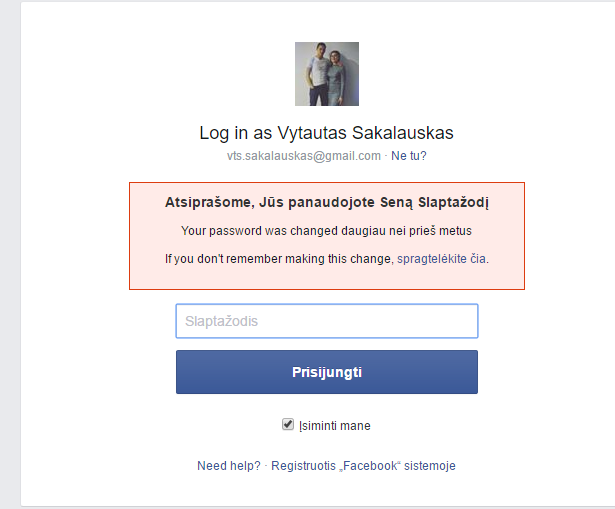 Log in as Vytautas Sakalauskas
vts.sakalauskas@gmail.com · Ne tu?
Atsiprašome, Jūs panaudojote Seną Slaptažodį
Your password was changed daugiau nei prieš metus
If you don't remember making this change, spragtelėkite čia.
Slaptažodis
Prisijungti
Įsiminti mane
Need help? · Registruotis „Facebook“ sistemoje